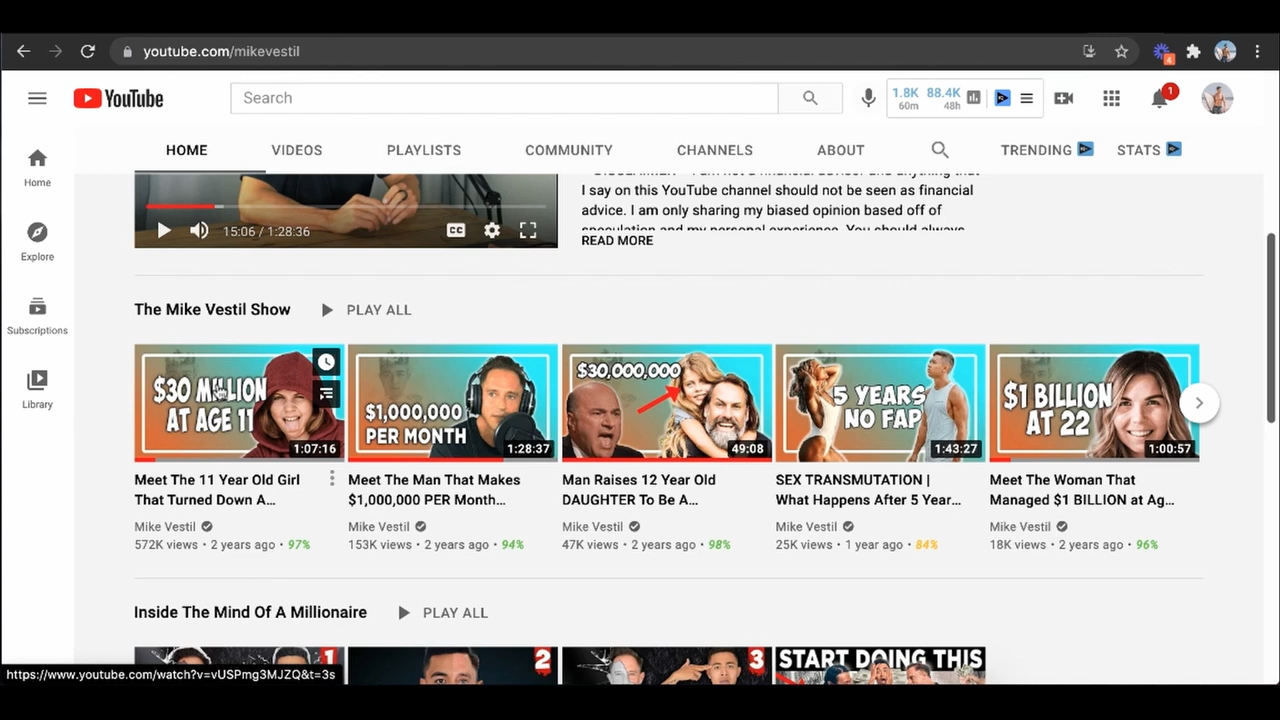 youtube.com/mikevestil
4
YouTube
Search
1.8K 88.4K
60m 48h
1
HOME VIDEOS PLAYLISTS COMMUNITY CHANNELS ABOUT TRENDING STATS
Home
Explore
Subscriptions
Library
I say on this YouTube channel should not be seen as financial
advice. I am only sharing my biased opinion based off of
speculation and my personal experience. You should always
READ MORE
CC
15:06 / 1:28:36
The Mike Vestil Show PLAY ALL
$30 MILLION
AT AGE 11
1:07:16
Meet The 11 Year Old Girl
That Turned Down A...
Mike Vestil
572K views • 2 years ago • 97%
$1,000,000
PER MONTH
1:28:37
Meet The Man That Makes
$1,000,000 PER Month...
Mike Vestil
153K views • 2 years ago • 94%
$30,000,000
49:08
Man Raises 12 Year Old
DAUGHTER To Be A...
Mike Vestil
47K views • 2 years ago • 98%
5 YEARS
NO FAP
1:43:27
SEX TRANSMUTATION |
What Happens After 5 Year...
Mike Vestil
25K views • 1 year ago • 84%
$1 BILLION
AT 22
1:00:57
Meet The Woman That
Managed $1 BILLION at Ag...
Mike Vestil
18K views • 2 years ago • 96%
Inside The Mind Of A Millionaire PLAY ALL
1
2
3
START DOING THIS
https://www.youtube.com/watch?v=vUSPmg3MJZQ&t=3s